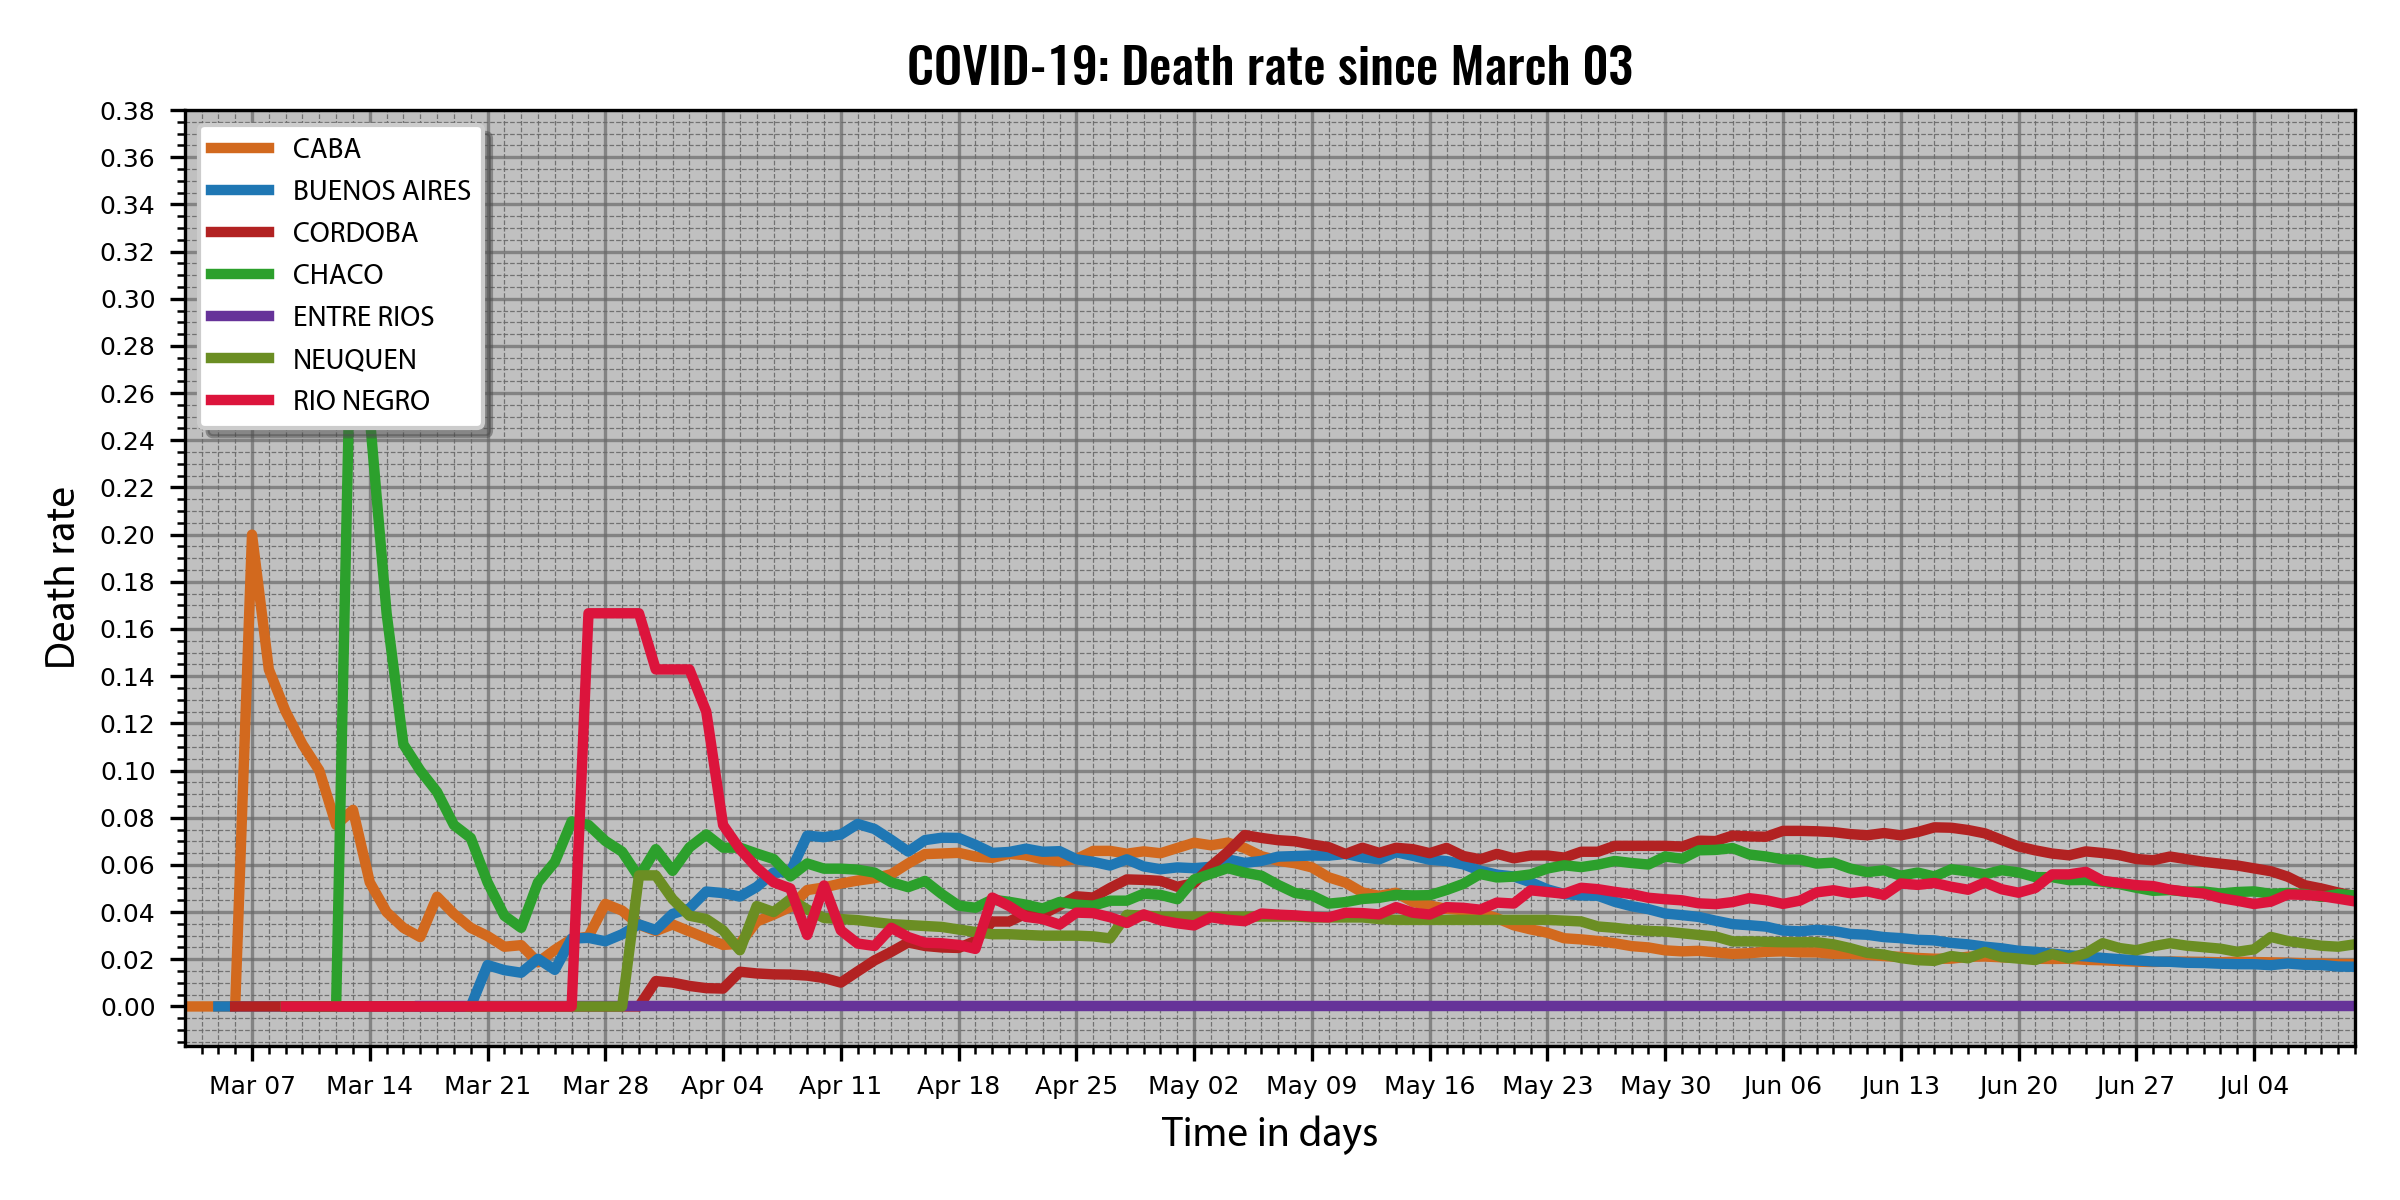 COVID-19: Death rate since March 03
0.38
0.36
0.34
0.32
0.30
0.28
0.26
0.24
0.22
0.20
0.18
0.16
0.14
0.12
0.10
0.08
0.06
0.04
0.02
0.00
Death rate
CABA
BUENOS AIRES
CORDOBA
CHACO
ENTRE RIOS
NEUQUEN
RIO NEGRO
Mar 07 Mar 14 Mar 21 Mar 28 Apr 04 Apr 11 Apr 18 Apr 25 May 02 May 09 May 16 May 23 May 30 Jun 06 Jun 13 Jun 20 Jun 27 Jul 04
Time in days